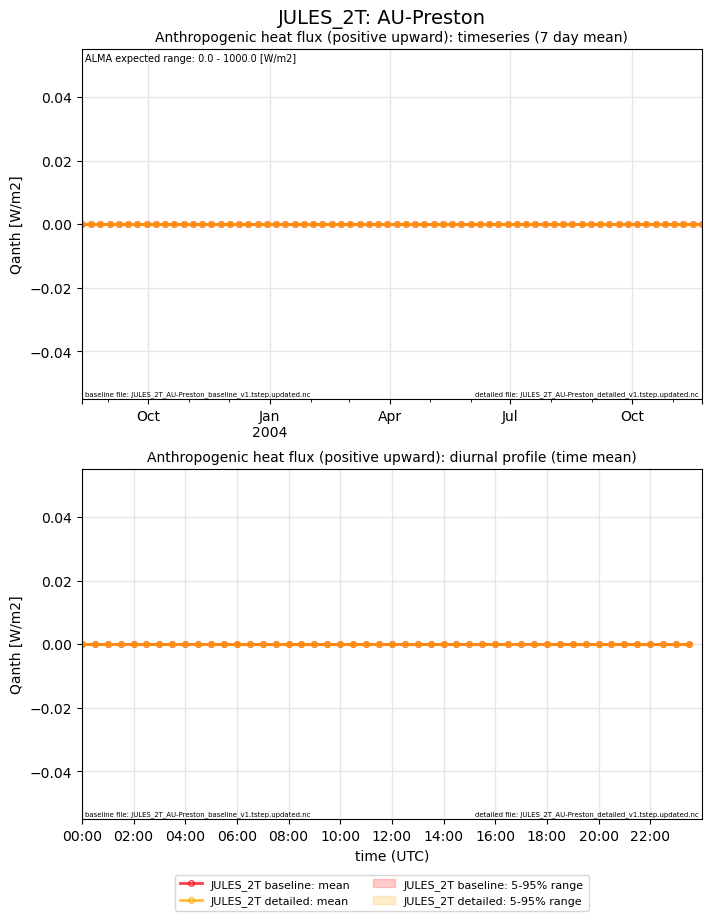 JULES_2T: AU-Preston
Anthropogenic heat flux (positive upward): timeseries (7 day mean)
ALMA expected range: 0.0 - 1000.0 [W/m2]
0.04
0.02
0.00
−0.02
−0.04
Qanth [W/m2]
baseline file: JULES_2T_AU-Preston_baseline_v1.tstep.updated.nc
detailed file: JULES_2T_AU-Preston_detailed_v1.tstep.updated.nc
Oct Jan Apr Jul Oct
2004
Anthropogenic heat flux (positive upward): diurnal profile (time mean)
0.04
0.02
0.00
−0.02
−0.04
Qanth [W/m2]
baseline file: JULES_2T_AU-Preston_baseline_v1.tstep.updated.nc
detailed file: JULES_2T_AU-Preston_detailed_v1.tstep.updated.nc
00:00 02:00 04:00 06:00 08:00 10:00 12:00 14:00 16:00 18:00 20:00 22:00
time (UTC)
JULES_2T baseline: mean
JULES_2T detailed: mean
JULES_2T baseline: 5-95% range
JULES_2T detailed: 5-95% range